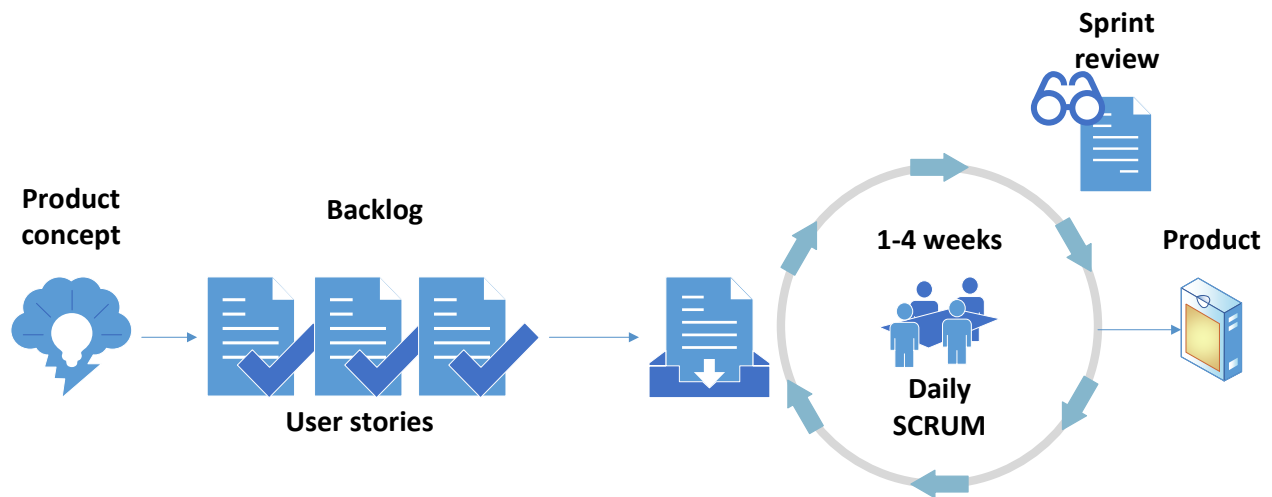 Product
concept
Backlog
User stories
1-4 weeks
Daily
SCRUM
Sprint
review
Product